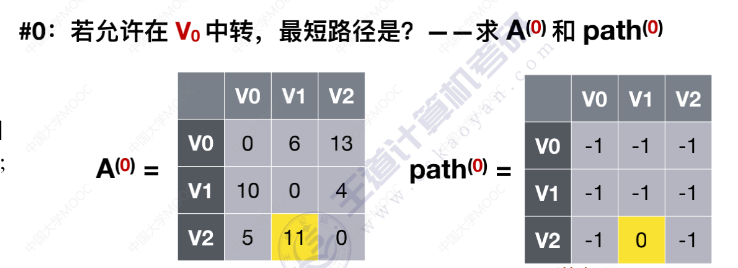 #0：若允许在 V0 中转，最短路径是？——求 A(0) 和 path(0)
A(0) =
V0 V1 V2
V0 0 6 13
V1 10 0 4
V2 5 11 0
path(0) =
V0 V1 V2
V0 -1 -1 -1
V1 -1 -1 -1
V2 -1 0 -1
;
王道计算机考研
www.kaoyan.com
中国大学MOOC